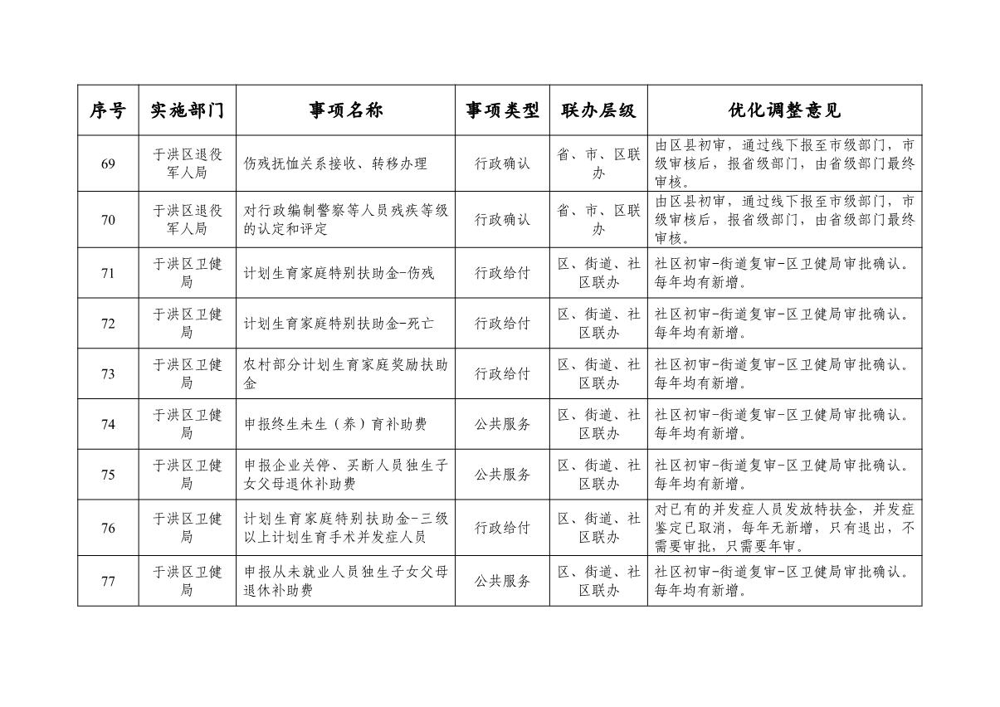 序号 实施部门 事项名称 事项类型 联办层级 优化调整意见
69 于洪区退役军人局 伤残抚恤关系接收、转移办理 行政确认 省、市、区联办 由区县初审，通过线下报至市级部门，市级审核后，报省级部门，由省级部门最终审核。
70 于洪区退役军人局 对行政编制警察等人员残疾等级的认定和评定 行政确认 省、市、区联办 由区县初审，通过线下报至市级部门，市级审核后，报省级部门，由省级部门最终审核。
71 于洪区卫健局 计划生育家庭特别扶助金-伤残 行政给付 区、街道、社区联办 社区初审-街道复审-区卫健局审批确认。每年均有新增。
72 于洪区卫健局 计划生育家庭特别扶助金-死亡 行政给付 区、街道、社区联办 社区初审-街道复审-区卫健局审批确认。每年均有新增。
73 于洪区卫健局 农村部分计划生育家庭奖励扶助金 行政给付 区、街道、社区联办 社区初审-街道复审-区卫健局审批确认。每年均有新增。
74 于洪区卫健局 申报终生未生（养）育补助费 公共服务 区、街道、社区联办 社区初审-街道复审-区卫健局审批确认。每年均有新增。
75 于洪区卫健局 申报企业关停、买断人员独生子女父母退休补助费 公共服务 区、街道、社区联办 社区初审-街道复审-区卫健局审批确认。每年均有新增。
76 于洪区卫健局 计划生育家庭特别扶助金-三级以上计划生育手术并发症人员 行政给付 区、街道、社区联办 对已有的并发症人员发放特扶金，并发症鉴定已取消，每年无新增，只有退出，不需要审批，只需要年审。
77 于洪区卫健局 申报从未就业人员独生子女父母退休补助费 公共服务 区、街道、社区联办 社区初审-街道复审-区卫健局审批确认。每年均有新增。